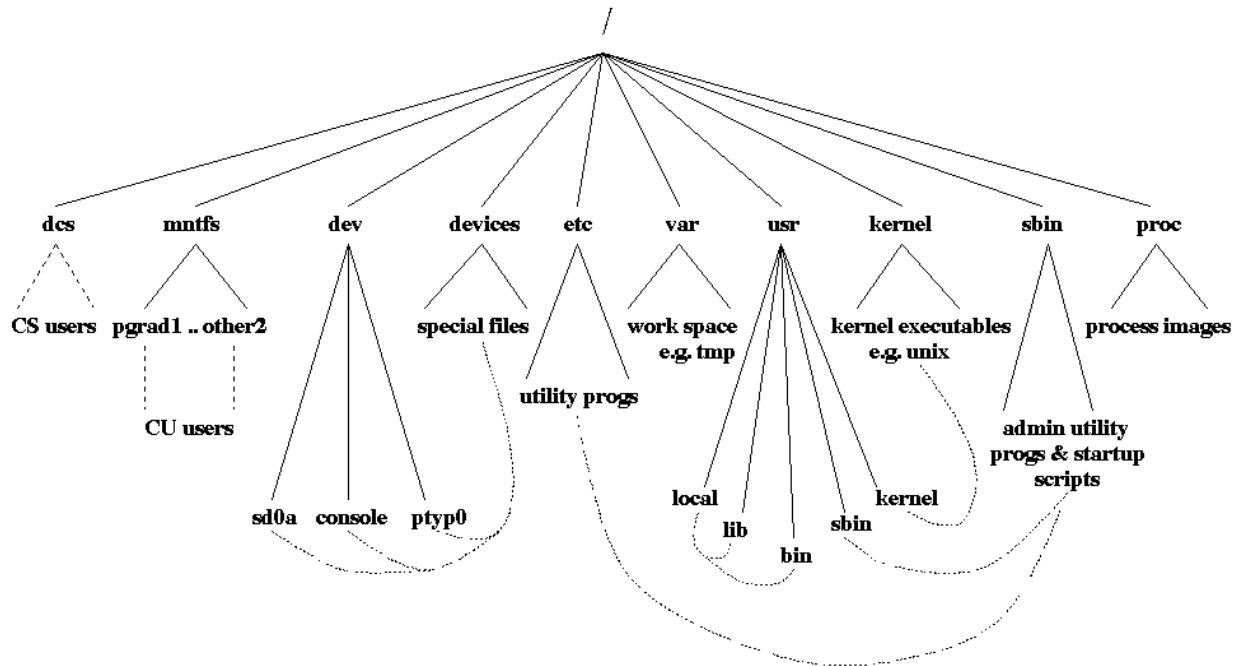 /
dcs mntfs dev devices etc var usr kernel sbin proc
CS users pgrad1 .. other2 special files work space kernel executables process images
e.g. tmp e.g. unix
utility progs
CU users admin utility
progs & startup
scripts
local kernel
sd0a console ptyp0 lib sbin
bin